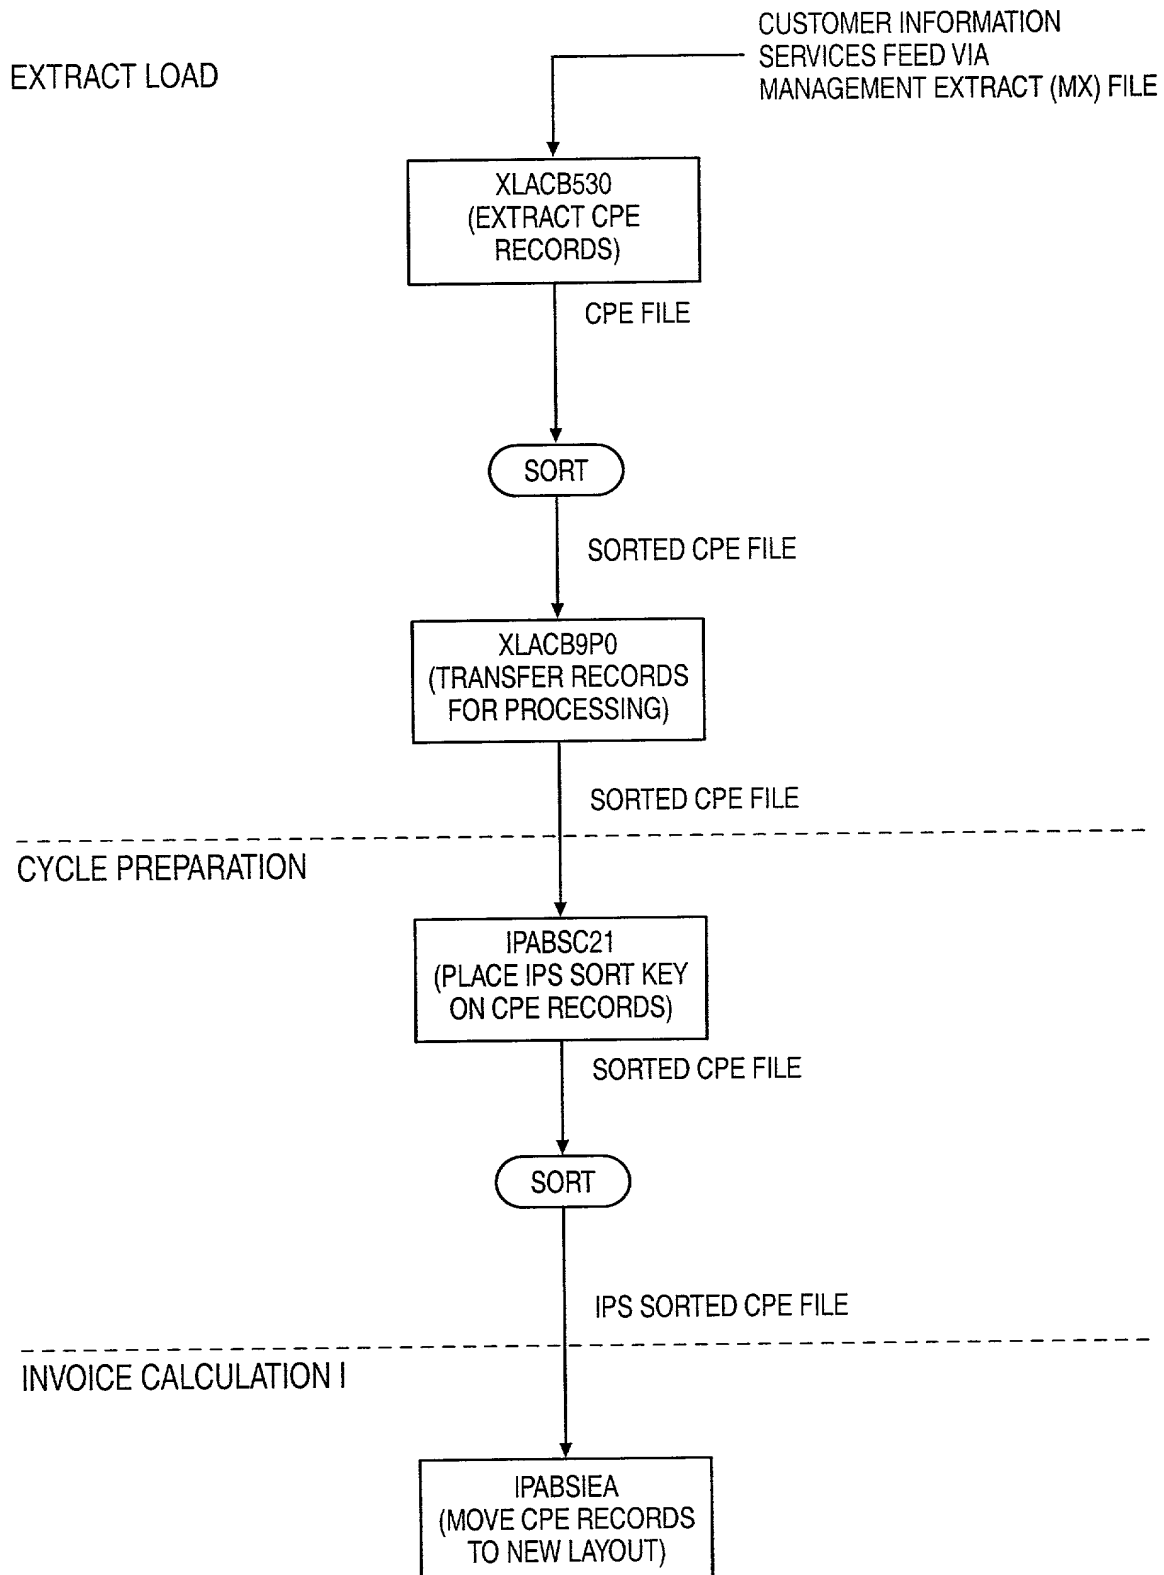 CUSTOMER INFORMATION
SERVICES FEED VIA
MANAGEMENT EXTRACT (MX) FILE
EXTRACT LOAD
XLACB530
(EXTRACT CPE
RECORDS)
CPE FILE
SORT
SORTED CPE FILE
XLACB9P0
(TRANSFER RECORDS
FOR PROCESSING)
SORTED CPE FILE
CYCLE PREPARATION
IPABSC21
(PLACE IPS SORT KEY
ON CPE RECORDS)
SORTED CPE FILE
SORT
IPS SORTED CPE FILE
INVOICE CALCULATION I
IPABSIEA
(MOVE CPE RECORDS
TO NEW LAYOUT)